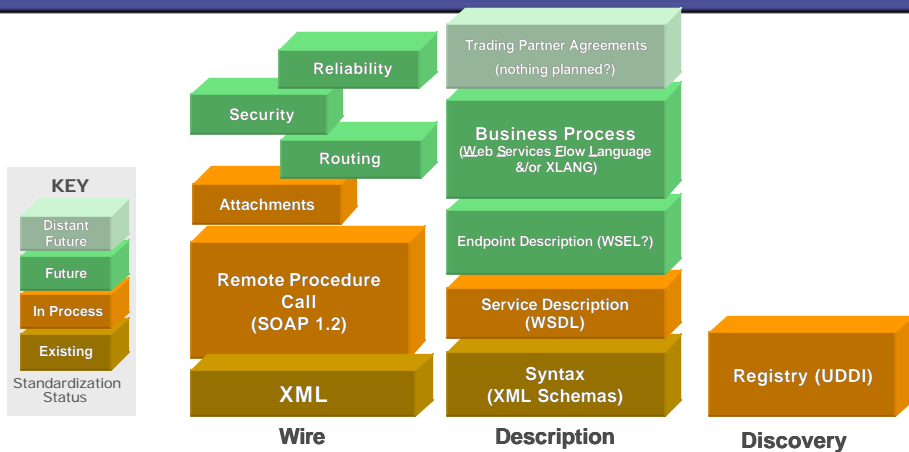 KEY
Distant
Future
Future
In Process
Existing
Standardization
Status
Reliability
Security
Routing
Attachments
Remote Procedure
Call
(SOAP 1.2)
XML
Wire
Trading Partner Agreements
(nothing planned?)
Business Process
(Web Services Flow Language
&/or XLANG)
Endpoint Description (WSEL?)
Service Description
(WSDL)
Syntax
(XML Schemas)
Description
Registry (UDDI)
Discovery